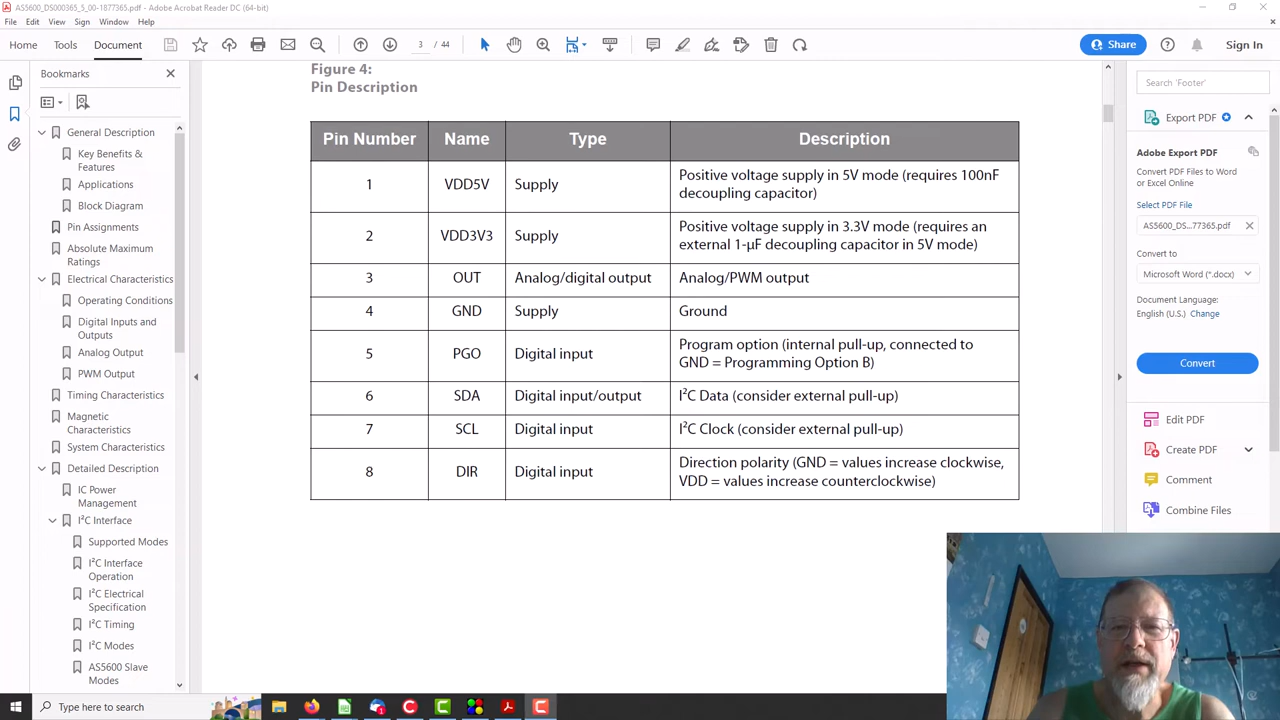 AS5600_DS000365_5_00-1877365.pdf - Adobe Acrobat Reader DC (64-bit)
File Edit View Sign Window Help
Home Tools Document 3 / 44 Share Sign In
Bookmarks
General Description
Key Benefits &
Features
Applications
Block Diagram
Pin Assignments
Absolute Maximum
Ratings
Electrical Characteristics
Operating Conditions
Digital Inputs and
Outputs
Analog Output
PWM Output
Timing Characteristics
Magnetic
Characteristics
System Characteristics
Detailed Description
IC Power
Management
I²C Interface
Supported Modes
I²C Interface
Operation
I²C Electrical
Specification
I²C Timing
I²C Modes
AS5600 Slave
Modes
Figure 4:
Pin Description
Pin Number Name Type Description
1 VDD5V Supply Positive voltage supply in 5V mode (requires 100nF
decoupling capacitor)
2 VDD3V3 Supply Positive voltage supply in 3.3V mode (requires an
external 1-μF decoupling capacitor in 5V mode)
3 OUT Analog/digital output Analog/PWM output
4 GND Supply Ground
5 PGO Digital input Program option (internal pull-up, connected to
GND = Programming Option B)
6 SDA Digital input/output I²C Data (consider external pull-up)
7 SCL Digital input I²C Clock (consider external pull-up)
8 DIR Digital input Direction polarity (GND = values increase clockwise,
VDD = values increase counterclockwise)
Search 'Footer'
Export PDF
Adobe Export PDF
Convert PDF Files to Word
or Excel Online
Select PDF File
AS5600_DS...77365.pdf
Convert to
Microsoft Word (*.docx)
Document Language:
English (U.S.) Change
Convert
Edit PDF
Create PDF
Comment
Combine Files
Type here to search